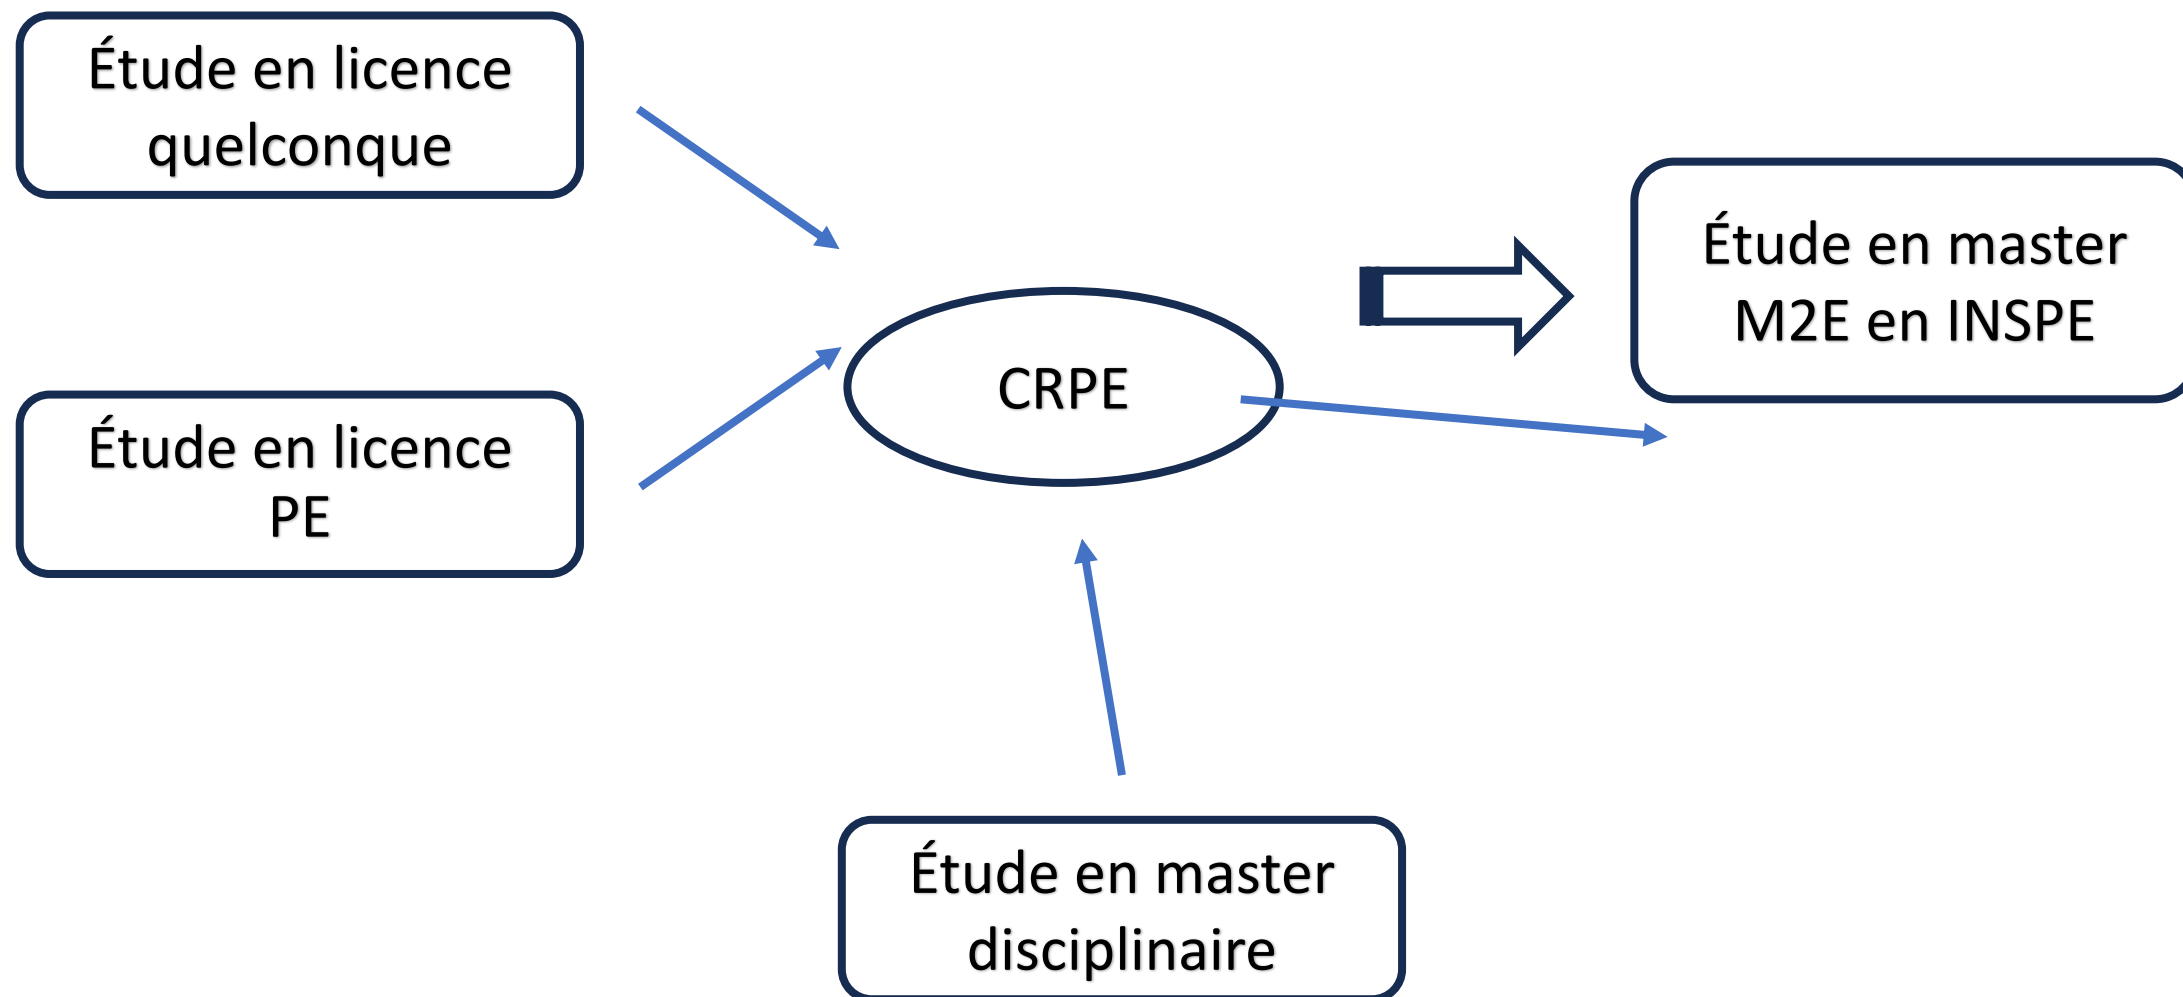 Étude en licence
quelconque
Étude en licence
PE
CRPE
Étude en master
M2E en INSPE
Étude en master
disciplinaire